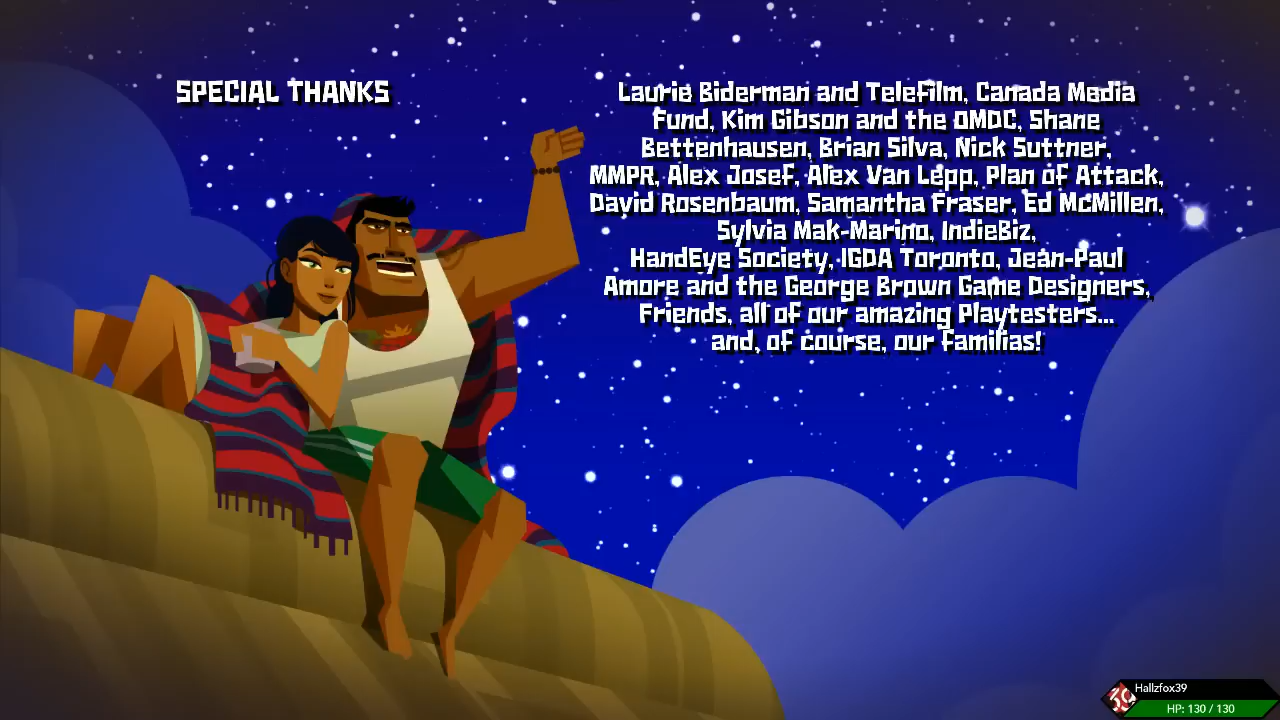 SPECIAL THANKS
Laurie Biderman and Telefilm, Canada Media
Fund, Kim Gibson and the OMDC, Shane
Bettenhausen, Brian Silva, Nick Suttner,
MMPR, Alex Josef, Alex Van Lepp, Plan of Attack,
David Rosenbaum, Samantha Fraser, Ed McMillen,
Sylvia Mak-Marino, IndieBiz,
HandEye Society, IGDA Toronto, Jean-Paul
Amore and the George Brown Game Designers,
Friends, all of our amazing Playtesters...
and, of course, our familias!
Hallzfox39
39
HP: 130 / 130